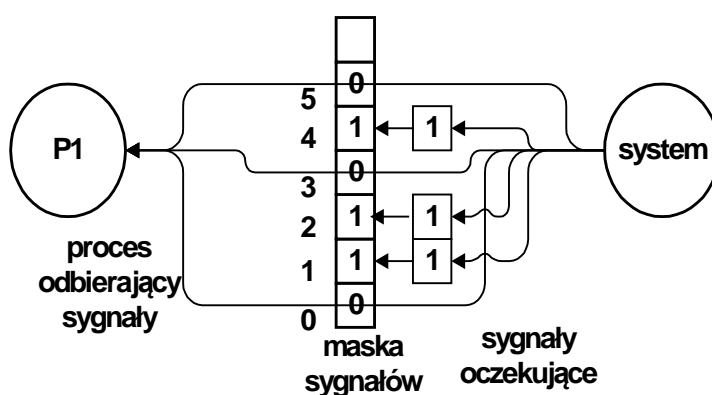 0
5
1
1
4
P1
system
0
3
1
1
2
1
1
1
proces
odbierający
sygnały
0
0
maska
sygnałów
sygnały
oczekujące